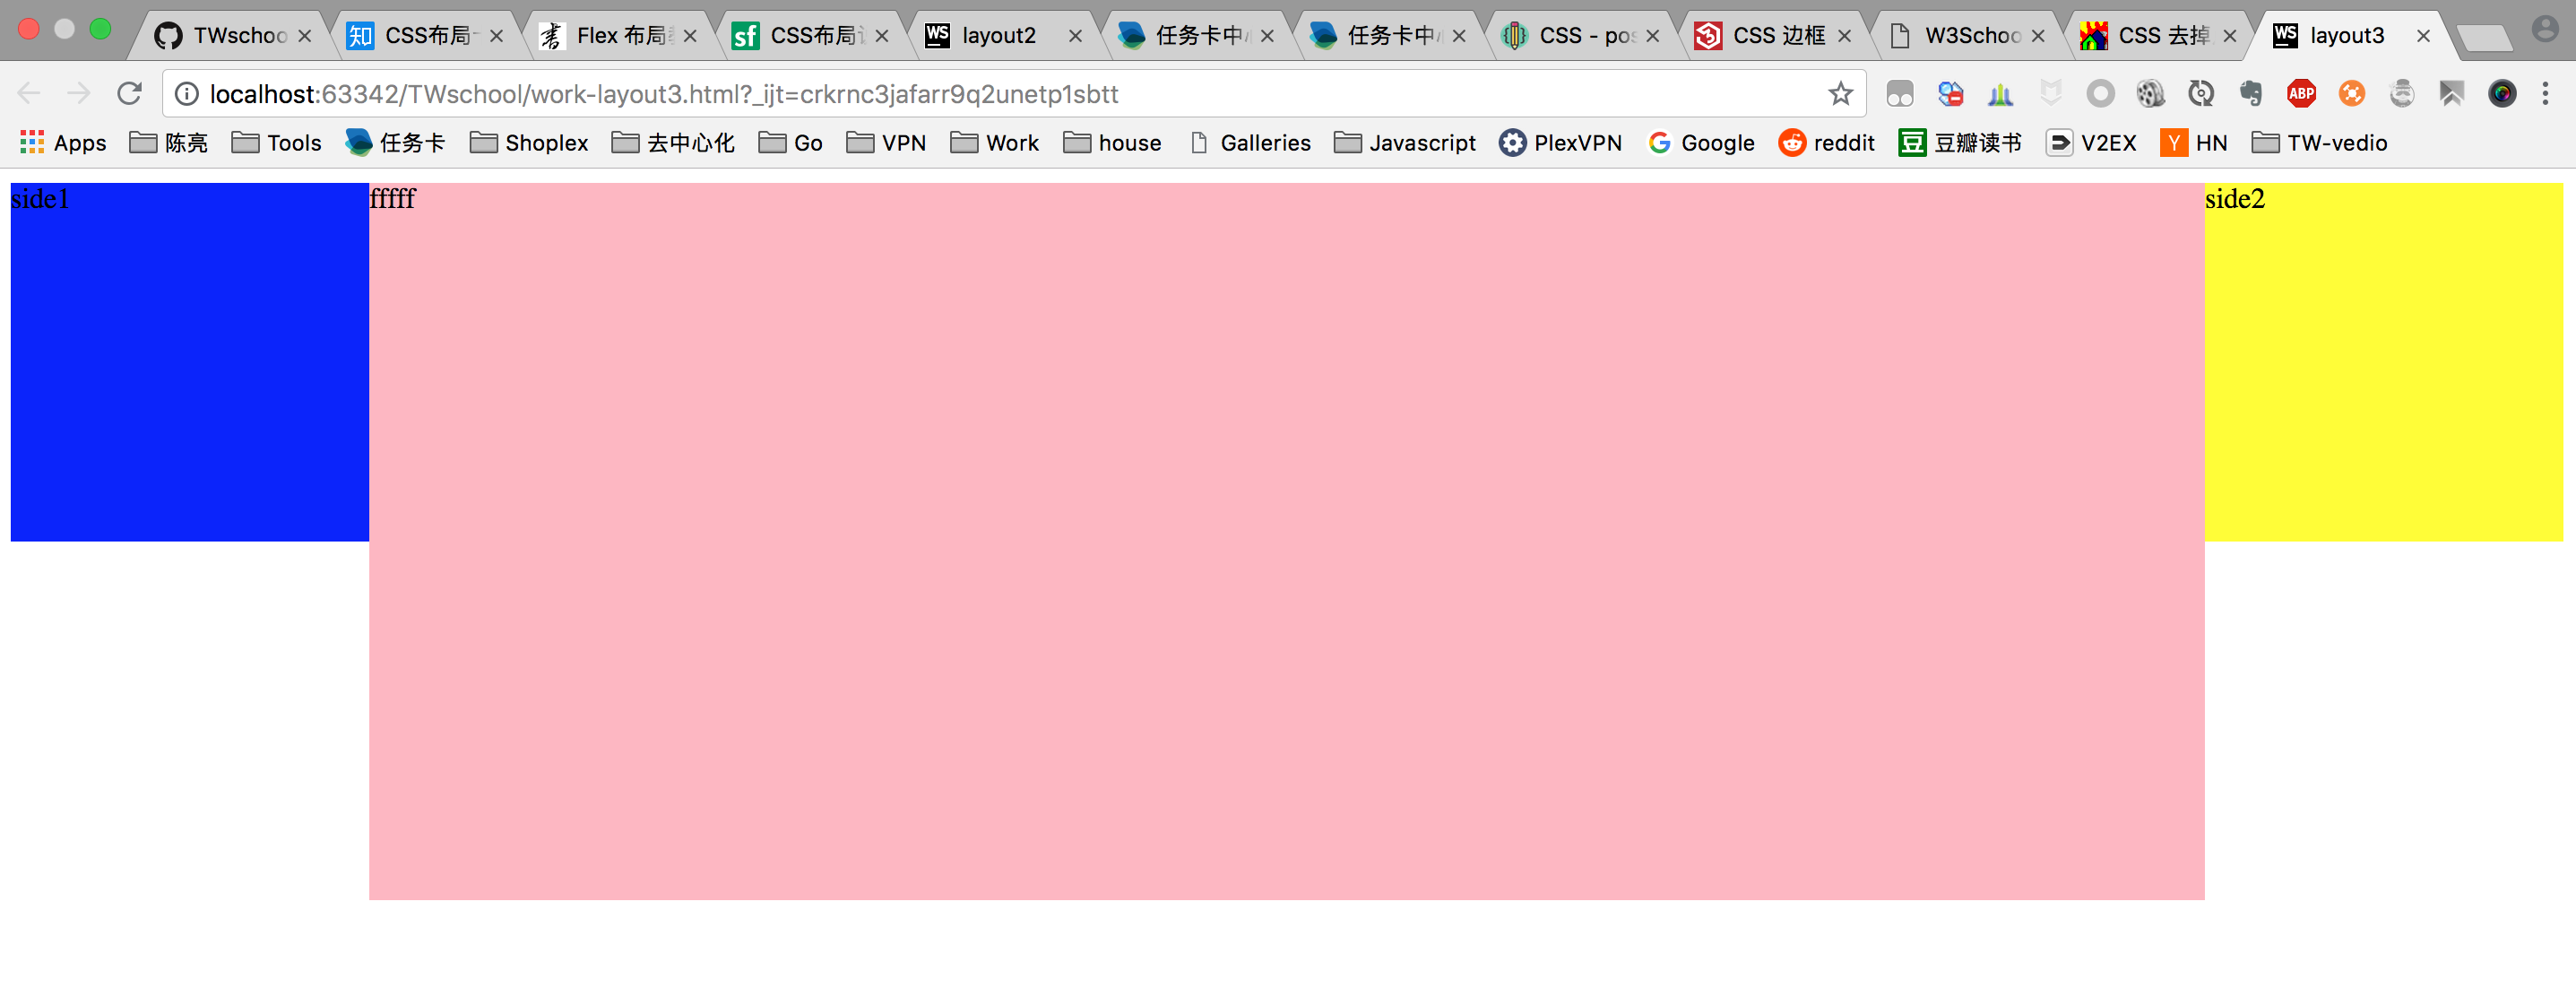 TWschoo CSS布局 Flex 布局 CSS布局 layout2 任务卡中 任务卡中 CSS - pos CSS 边框 W3Schoo CSS 去掉 layout3
localhost:63342/TWschool/work-layout3.html?_ijt=crkrnc3jafarr9q2unetp1sbtt
Apps 陈亮 Tools 任务卡 Shoplex 去中心化 Go VPN Work house Galleries Javascript PlexVPN Google reddit 豆瓣读书 V2EX HN TW-vedio
side1 fffff side2